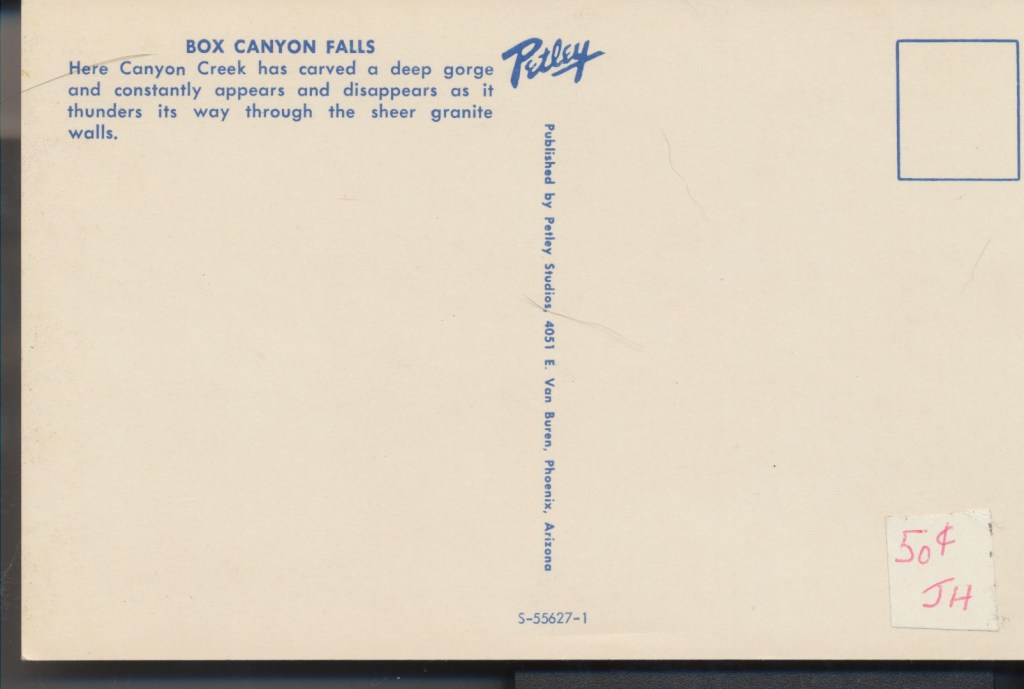 BOX CANYON FALLS
Here Canyon Creek has carved a deep gorge
and constantly appears and disappears as it
thunders its way through the sheer granite
walls.
Petley
Published by Petley Studios, 4051 E. Van Buren, Phoenix, Arizona
S-55627-1
50¢
JH